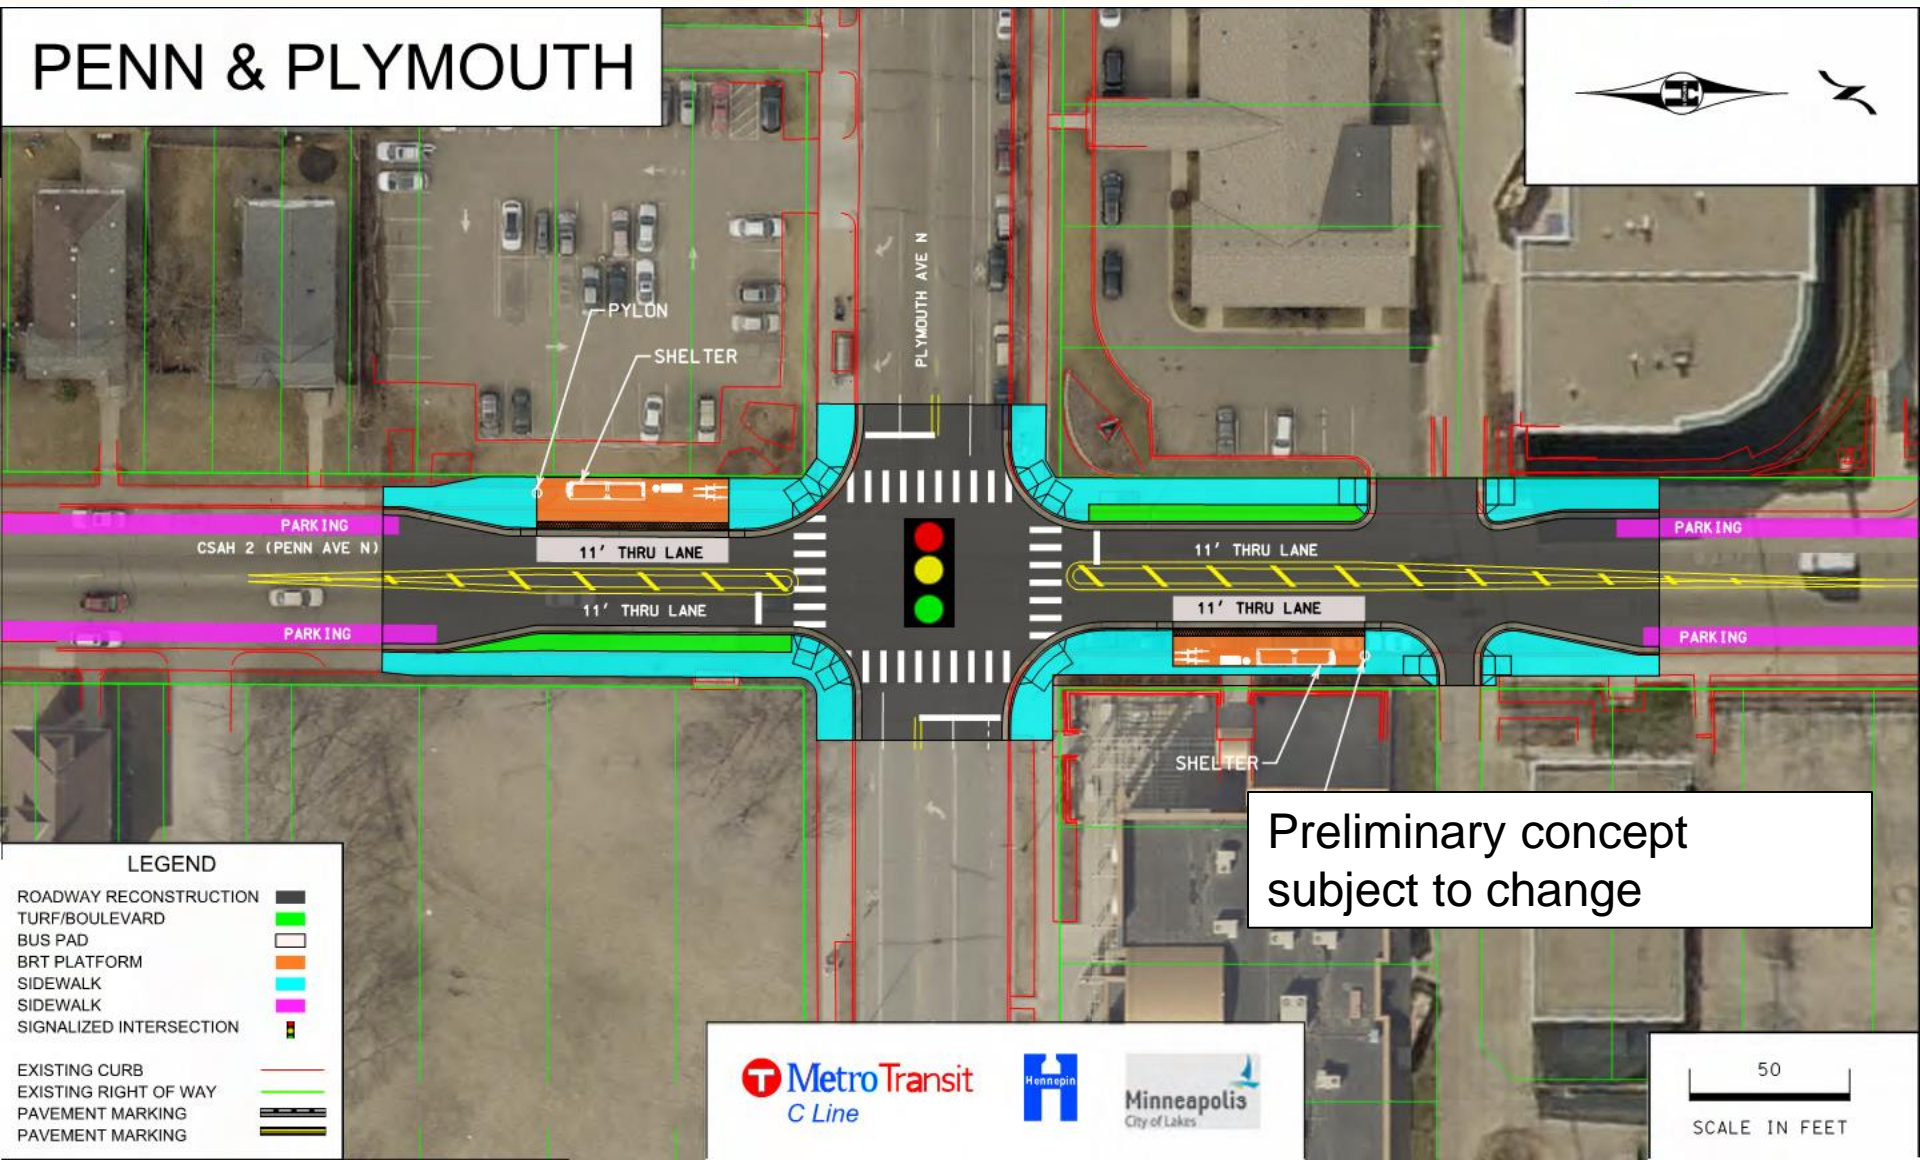 PENN & PLYMOUTH
PLYMOUTH AVE N
PYLON
SHELTER
PARKING
CSAH 2 (PENN AVE N)
11' THRU LANE
11' THRU LANE
PARKING
11' THRU LANE
PARKING
11' THRU LANE
PARKING
SHELTER
Preliminary concept
subject to change
LEGEND
ROADWAY RECONSTRUCTION
TURF/BOULEVARD
BUS PAD
BRT PLATFORM
SIDEWALK
SIDEWALK
SIGNALIZED INTERSECTION
EXISTING CURB
EXISTING RIGHT OF WAY
PAVEMENT MARKING
PAVEMENT MARKING
T MetroTransit
C Line
Hennepin
Minneapolis
City of Lakes
50
SCALE IN FEET